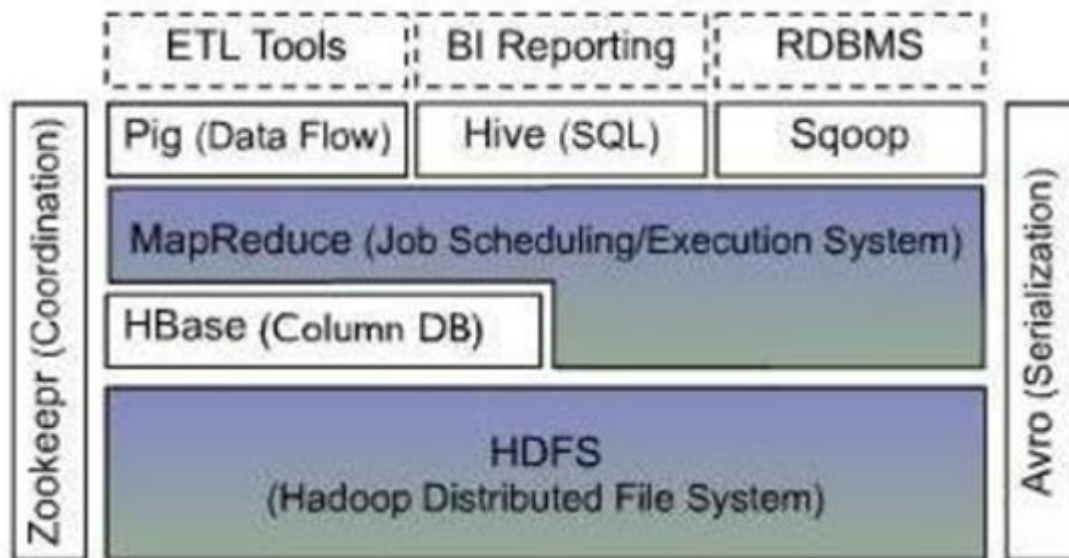 ETL Tools
BI Reporting
RDBMS
Zookeepr (Coordination)
Pig (Data Flow)
Hive (SQL)
Sqoop
Avro (Serialization)
MapReduce (Job Scheduling/Execution System)
HBase (Column DB)
HDFS
(Hadoop Distributed File System)